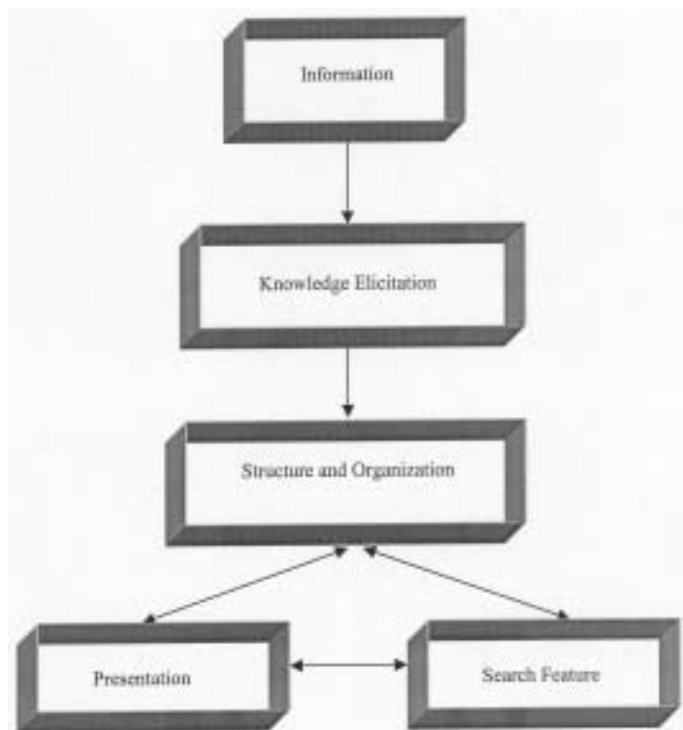 Information
Knowledge Elicitation
Structure and Organization
Presentation
Search Feature